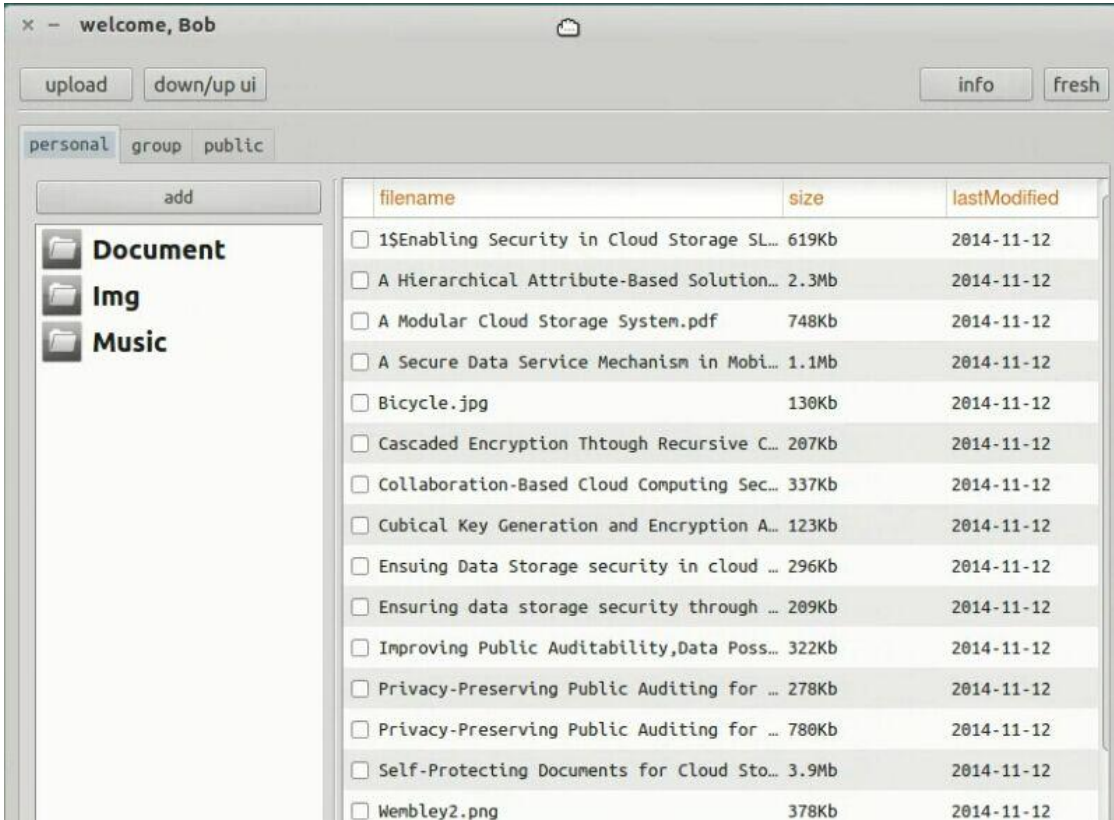 × – welcome, Bob
upload down/up ui info fresh
personal group public
add
Document
Img
Music
filename size lastModified
1$Enabling Security in Cloud Storage SL… 619Kb 2014-11-12
A Hierarchical Attribute-Based Solution… 2.3Mb 2014-11-12
A Modular Cloud Storage System.pdf 748Kb 2014-11-12
A Secure Data Service Mechanism in Mobi… 1.1Mb 2014-11-12
Bicycle.jpg 130Kb 2014-11-12
Cascaded Encryption Thtough Recursive C… 207Kb 2014-11-12
Collaboration-Based Cloud Computing Sec… 337Kb 2014-11-12
Cubical Key Generation and Encryption A… 123Kb 2014-11-12
Ensuing Data Storage security in cloud … 296Kb 2014-11-12
Ensuring data storage security through … 209Kb 2014-11-12
Improving Public Auditability,Data Poss… 322Kb 2014-11-12
Privacy-Preserving Public Auditing for … 278Kb 2014-11-12
Privacy-Preserving Public Auditing for … 780Kb 2014-11-12
Self-Protecting Documents for Cloud Sto… 3.9Mb 2014-11-12
Wembley2.png 378Kb 2014-11-12